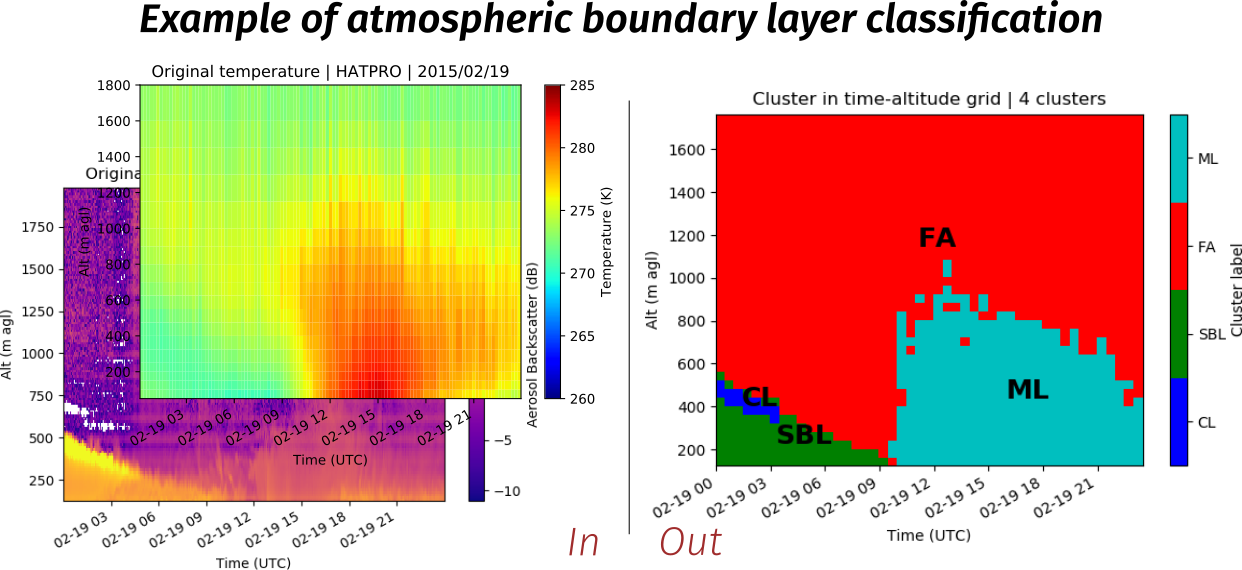 Example of atmospheric boundary layer classification
Original temperature | HATPRO | 2015/02/19
1800
1600
1400
1200
1000
800
600
400
200
Alt (m agl)
02-19 03
02-19 06
02-19 09
02-19 12
02-19 15
02-19 18
02-19 21
Time (UTC)
285
280
275
270
265
260
Temperature (K)
Origina
1750
1500
1250
1000
750
500
250
Alt (m agl)
02-19 03
02-19 06
02-19 09
02-19 12
02-19 15
02-19 18
02-19 21
Time (UTC)
−5
−10
Aerosol Backscatter (dB)
In
Out
Cluster in time-altitude grid | 4 clusters
1600
1400
1200
1000
800
600
400
200
Alt (m agl)
FA
CL
SBL
ML
02-19 00
02-19 03
02-19 06
02-19 09
02-19 12
02-19 15
02-19 18
02-19 21
Time (UTC)
ML
FA
SBL
CL
Cluster label